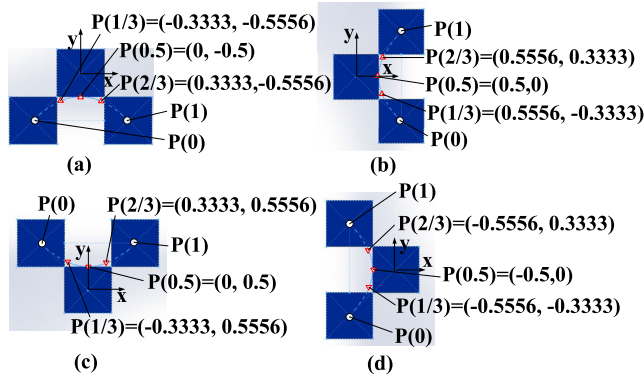 P(1/3)=(-0.3333, -0.5556)
y
P(0.5)=(0, -0.5)
x
P(2/3)=(0.3333,-0.5556)
P(1)
P(0)
(a)
P(1)
y
P(2/3)=(0.5556, 0.3333)
x
P(0.5)=(0.5,0)
P(1/3)=(0.5556, -0.3333)
P(0)
(b)
P(0)
P(2/3)=(0.3333, 0.5556)
y
P(1)
P(0.5)=(0, 0.5)
x
P(1/3)=(-0.3333, 0.5556)
(c)
P(1)
P(2/3)=(-0.5556, 0.3333)
y
x
P(0.5)=(-0.5,0)
P(1/3)=(-0.5556, -0.3333)
P(0)
(d)